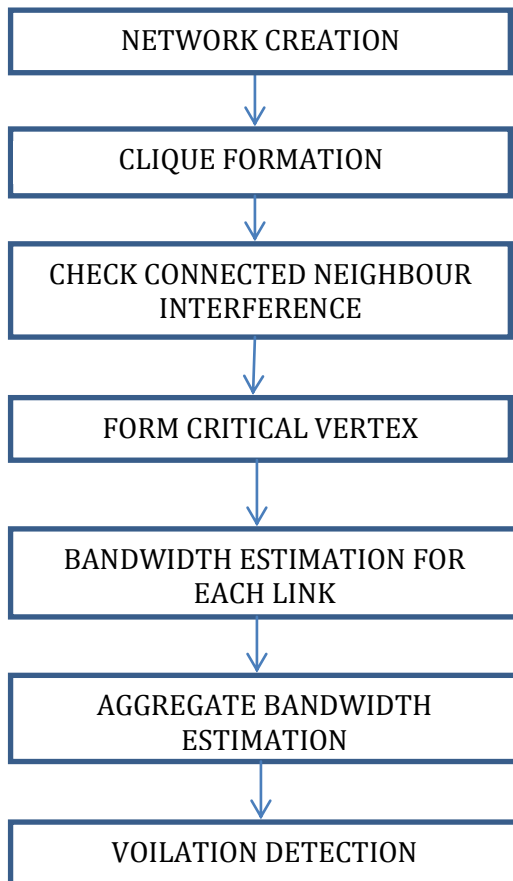 NETWORK CREATION
CLIQUE FORMATION
CHECK CONNECTED NEIGHBOUR
INTERFERENCE
FORM CRITICAL VERTEX
BANDWIDTH ESTIMATION FOR
EACH LINK
AGGREGATE BANDWIDTH
ESTIMATION
VOILATION DETECTION